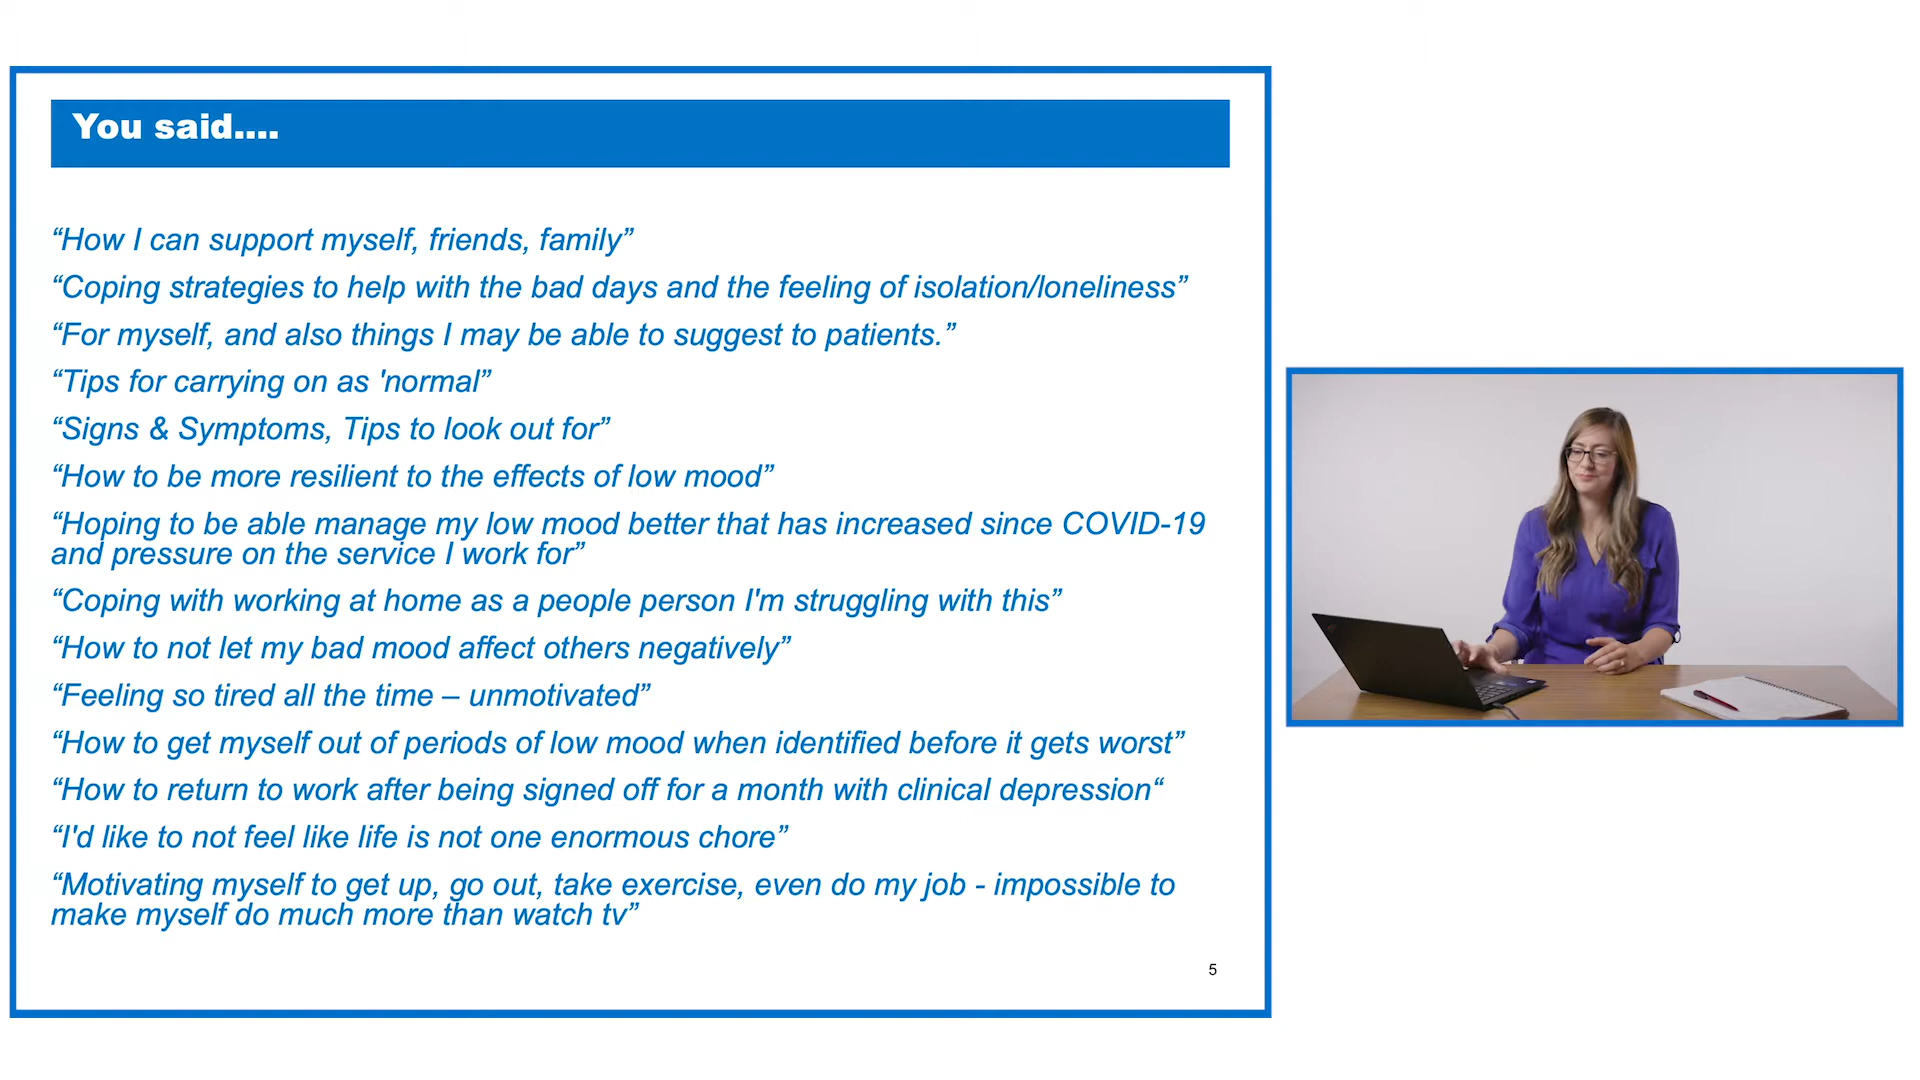 You said....
“How I can support myself, friends, family”
“Coping strategies to help with the bad days and the feeling of isolation/loneliness”
“For myself, and also things I may be able to suggest to patients.”
“Tips for carrying on as 'normal”
“Signs & Symptoms, Tips to look out for”
“How to be more resilient to the effects of low mood”
“Hoping to be able manage my low mood better that has increased since COVID-19
and pressure on the service I work for”
“Coping with working at home as a people person I'm struggling with this”
“How to not let my bad mood affect others negatively”
“Feeling so tired all the time – unmotivated”
“How to get myself out of periods of low mood when identified before it gets worst”
“How to return to work after being signed off for a month with clinical depression“
“I'd like to not feel like life is not one enormous chore”
“Motivating myself to get up, go out, take exercise, even do my job - impossible to
make myself do much more than watch tv”
5